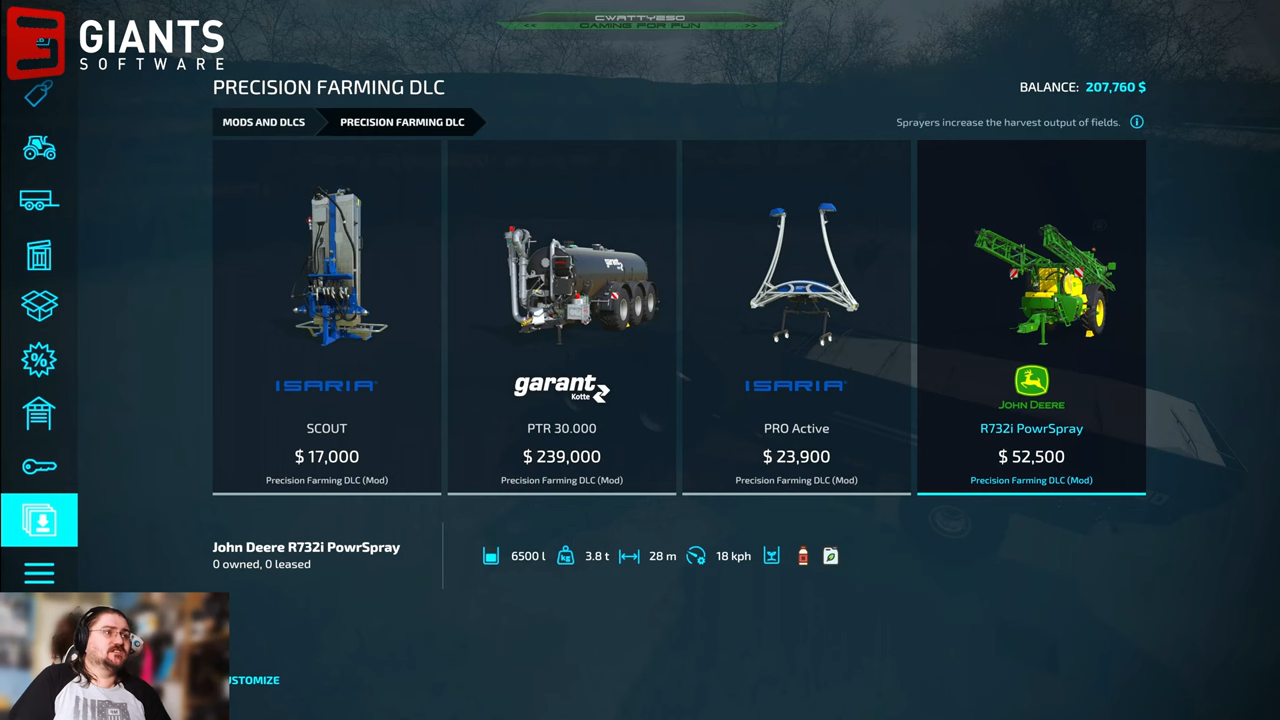 GIANTS
SOFTWARE
CWATTY850
<< GAMING FOR FUN >>
PRECISION FARMING DLC
BALANCE: 207,760 $
MODS AND DLCS
PRECISION FARMING DLC
Sprayers increase the harvest output of fields.
ISARIA
SCOUT
$ 17,000
Precision Farming DLC (Mod)
garant
garant
Kotte
PTR 30.000
$ 239,000
Precision Farming DLC (Mod)
ISARIA
PRO Active
$ 23,900
Precision Farming DLC (Mod)
JOHN DEERE
R732i PowrSpray
$ 52,500
Precision Farming DLC (Mod)
John Deere R732i PowrSpray
0 owned, 0 leased
6500 l
kg
3.8 t
28 m
18 kph
USTOMIZE